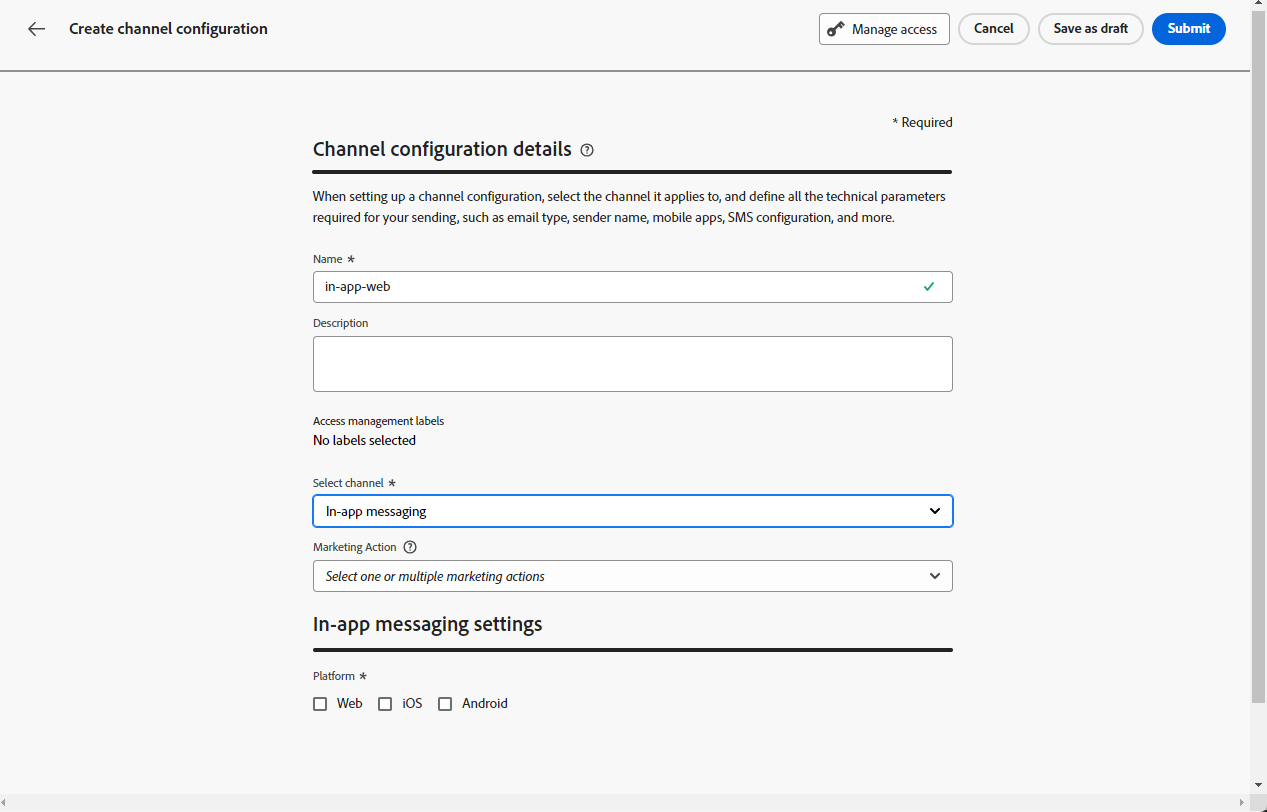 Create channel configuration
Manage access
Cancel
Save as draft
Submit
* Required
Channel configuration details
When setting up a channel configuration, select the channel it applies to, and define all the technical parameters
required for your sending, such as email type, sender name, mobile apps, SMS configuration, and more.
Name *
in-app-web
Description
Access management labels
No labels selected
Select channel *
In-app messaging
Marketing Action
Select one or multiple marketing actions
In-app messaging settings
Platform *
Web iOS Android